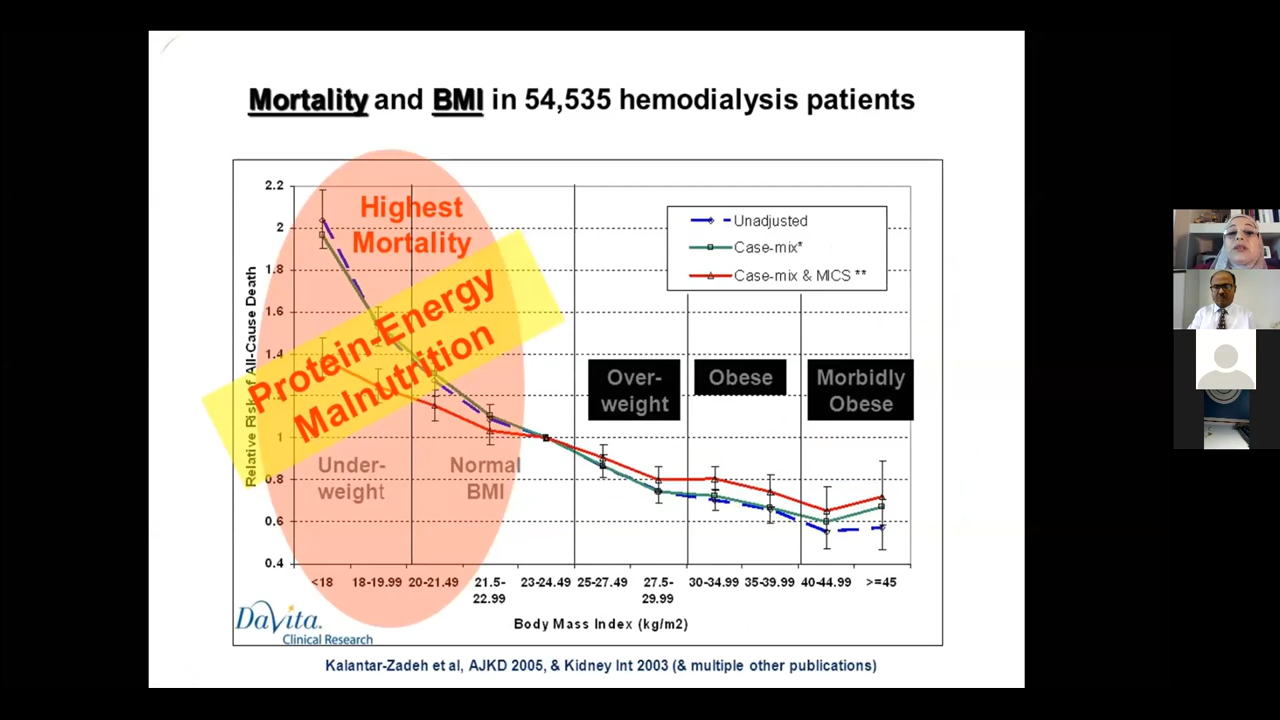 Mortality and BMI in 54,535 hemodialysis patients
2.2
2
1.8
1.6
1.4
1
0.8
0.6
0.4
Relative Risk of All-Cause Death
Highest
Mortality
Protein-Energy
Malnutrition
Under-
weight
Normal
BMI
Unadjusted
Case-mix*
Case-mix & MICS **
Over-
weight
Obese
Morbidly
Obese
<18 18-19.99 20-21.49 21.5-22.99 23-24.49 25-27.49 27.5-29.99 30-34.99 35-39.99 40-44.99 >=45
Body Mass Index (kg/m2)
DaVita.
Clinical Research
Kalantar-Zadeh et al, AJKD 2005, & Kidney Int 2003 (& multiple other publications)